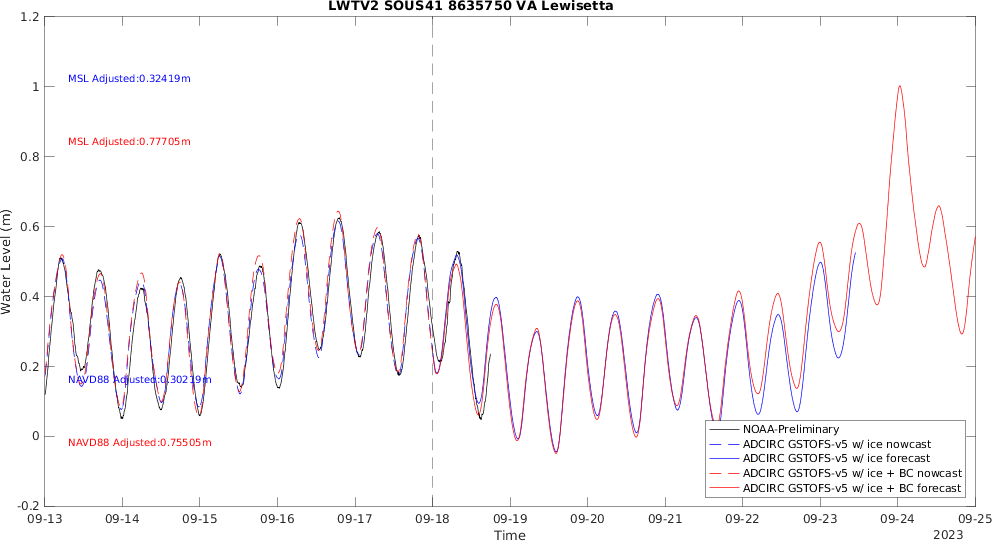 LWTV2 SOUS41 8635750 VA Lewisetta
1.2
1
0.8
0.6
0.4
0.2
0
-0.2
Water Level (m)
MSL Adjusted:0.32419m
MSL Adjusted:0.77705m
NAVD88 Adjusted:0.30219m
NAVD88 Adjusted:0.75505m
NOAA-Preliminary
ADCIRC GSTOFS-v5 w/ ice nowcast
ADCIRC GSTOFS-v5 w/ ice forecast
ADCIRC GSTOFS-v5 w/ ice + BC nowcast
ADCIRC GSTOFS-v5 w/ ice + BC forecast
09-13 09-14 09-15 09-16 09-17 09-18 09-19 09-20 09-21 09-22 09-23 09-24 09-25
Time
2023